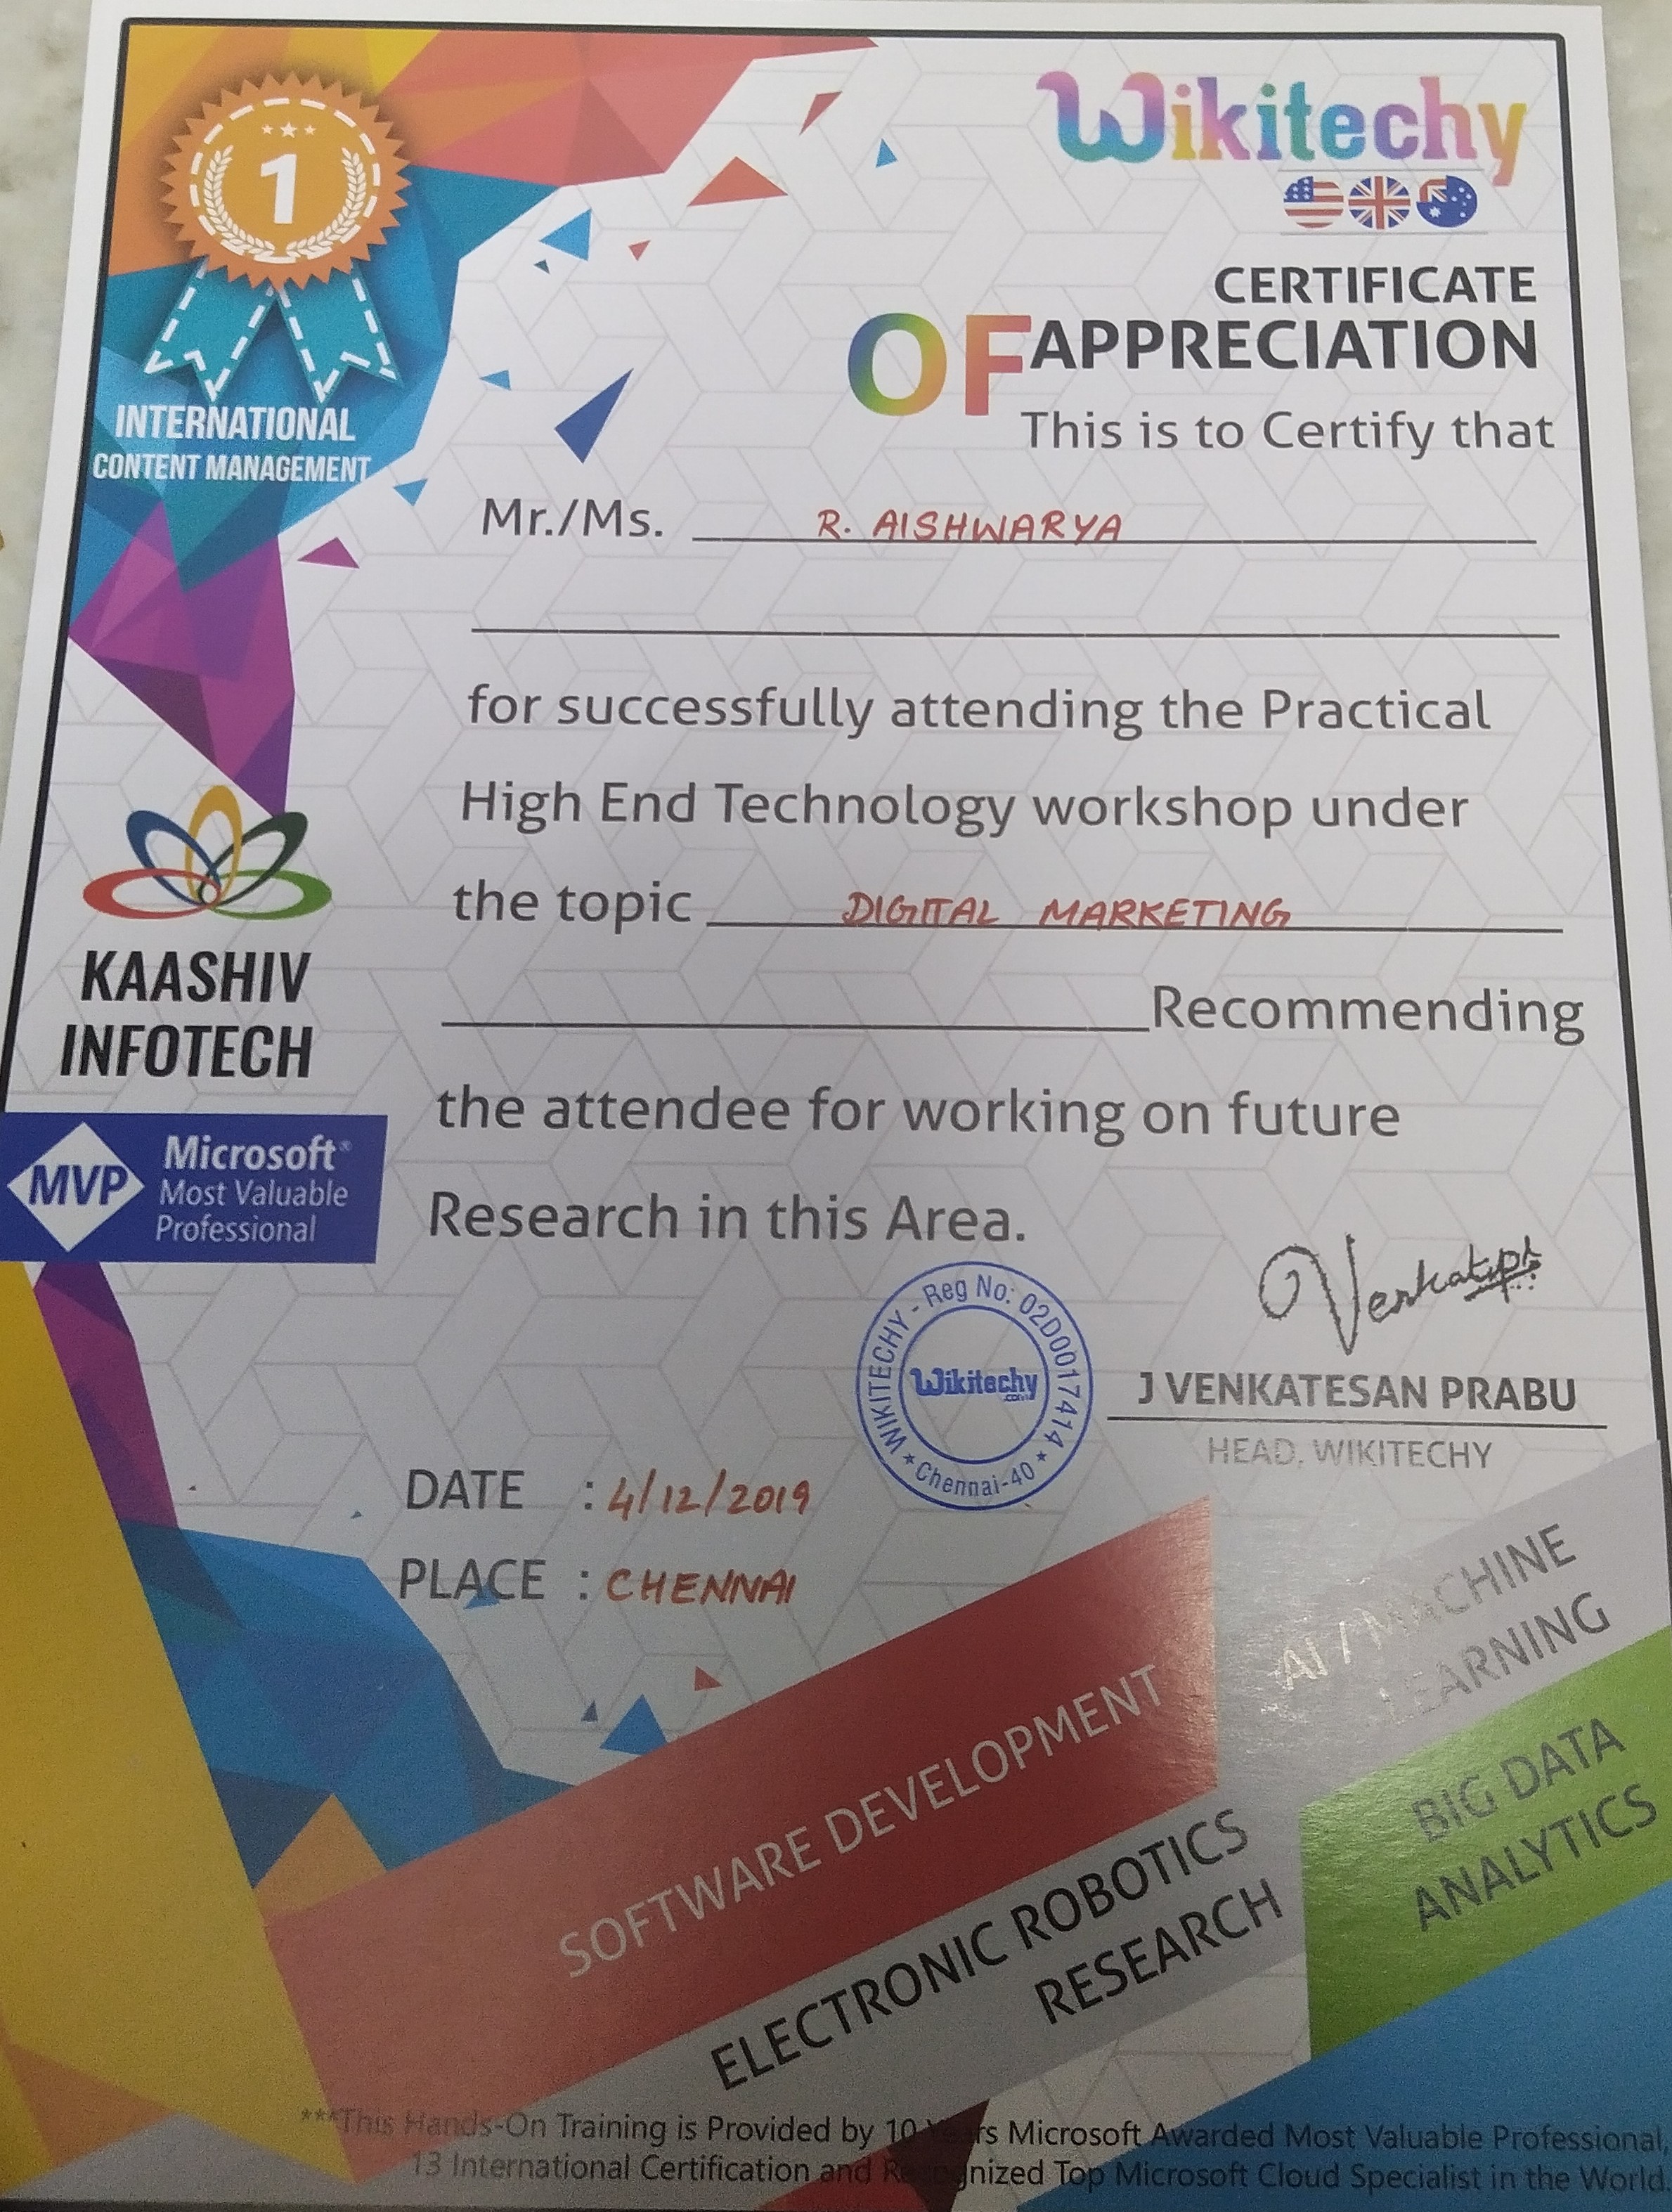 Wikitechy
1
INTERNATIONAL
CONTENT MANAGEMENT
CERTIFICATE
OF APPRECIATION
This is to Certify that
Mr./Ms. R. AISHWARYA
for successfully attending the Practical
High End Technology workshop under
the topic DIGITAL MARKETING
Recommending
the attendee for working on future
Research in this Area.
KAASHIV
INFOTECH
MVP
Microsoft®
Most Valuable
Professional
WIKITECHY - Reg No: 02D0017414 ★ Chennai-40 ★
Wikitechy
.com
Venkatesh
J VENKATESAN PRABU
HEAD, WIKITECHY
DATE : 4/12/2019
PLACE : CHENNAI
SOFTWARE DEVELOPMENT
AI / MACHINE
LEARNING
ELECTRONIC ROBOTICS
RESEARCH
BIG DATA
ANALYTICS
***This Hands-On Training is Provided by 10 Years Microsoft Awarded Most Valuable Professional,
13 International Certification and Recognized Top Microsoft Cloud Specialist in the World